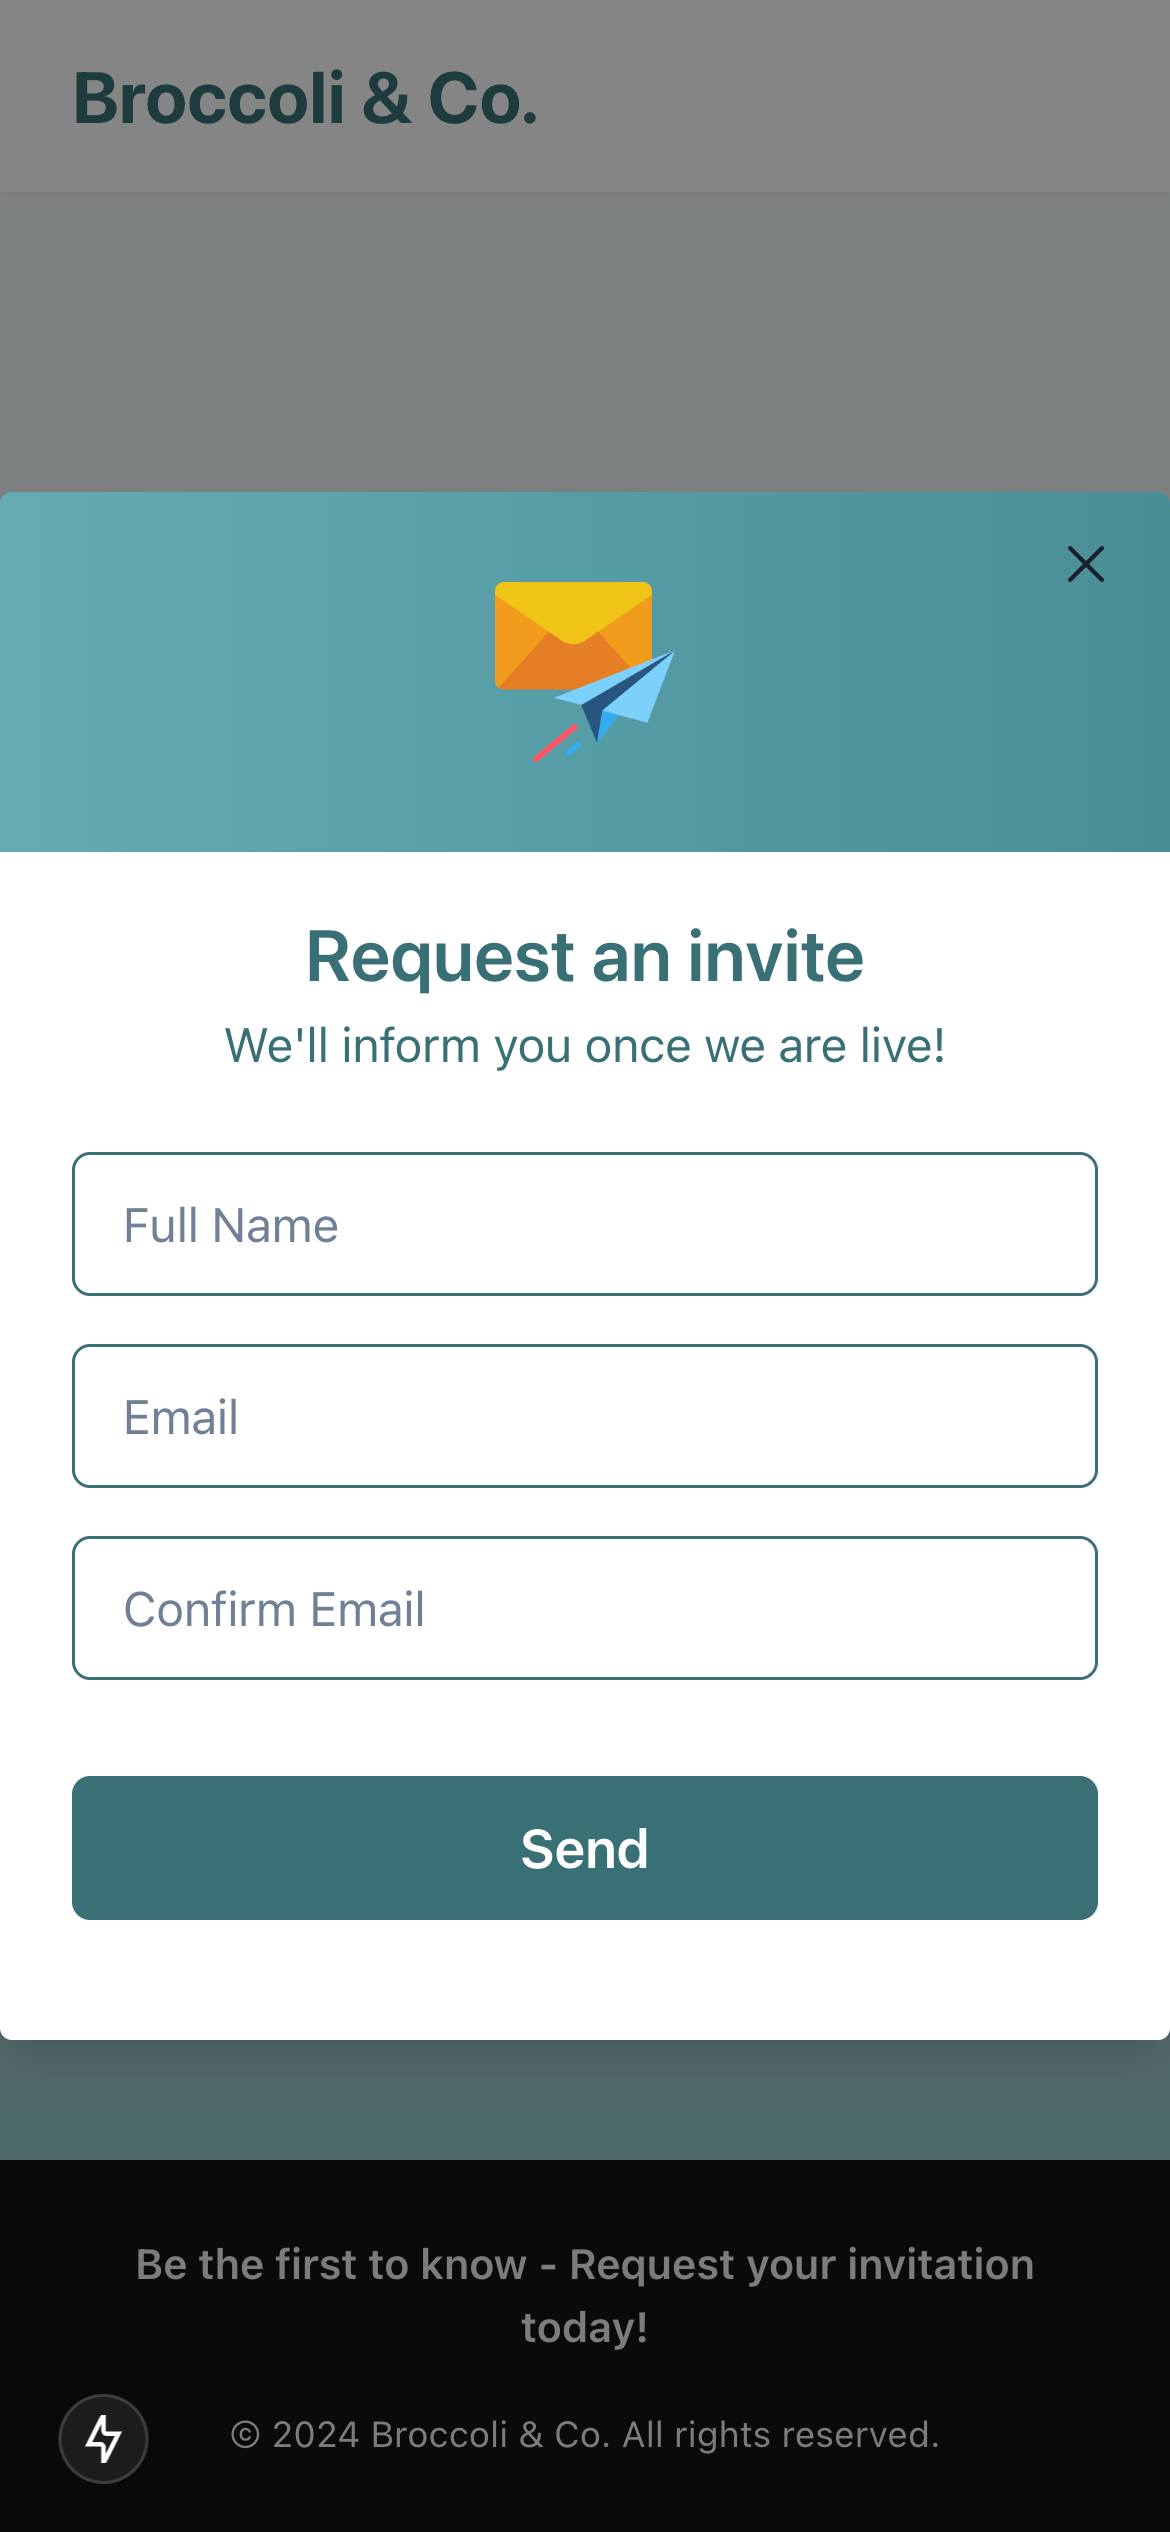 Broccoli & Co.
Request an invite
We'll inform you once we are live!
Full Name
Email
Confirm Email
Send
Be the first to know - Request your invitation
today!
© 2024 Broccoli & Co. All rights reserved.